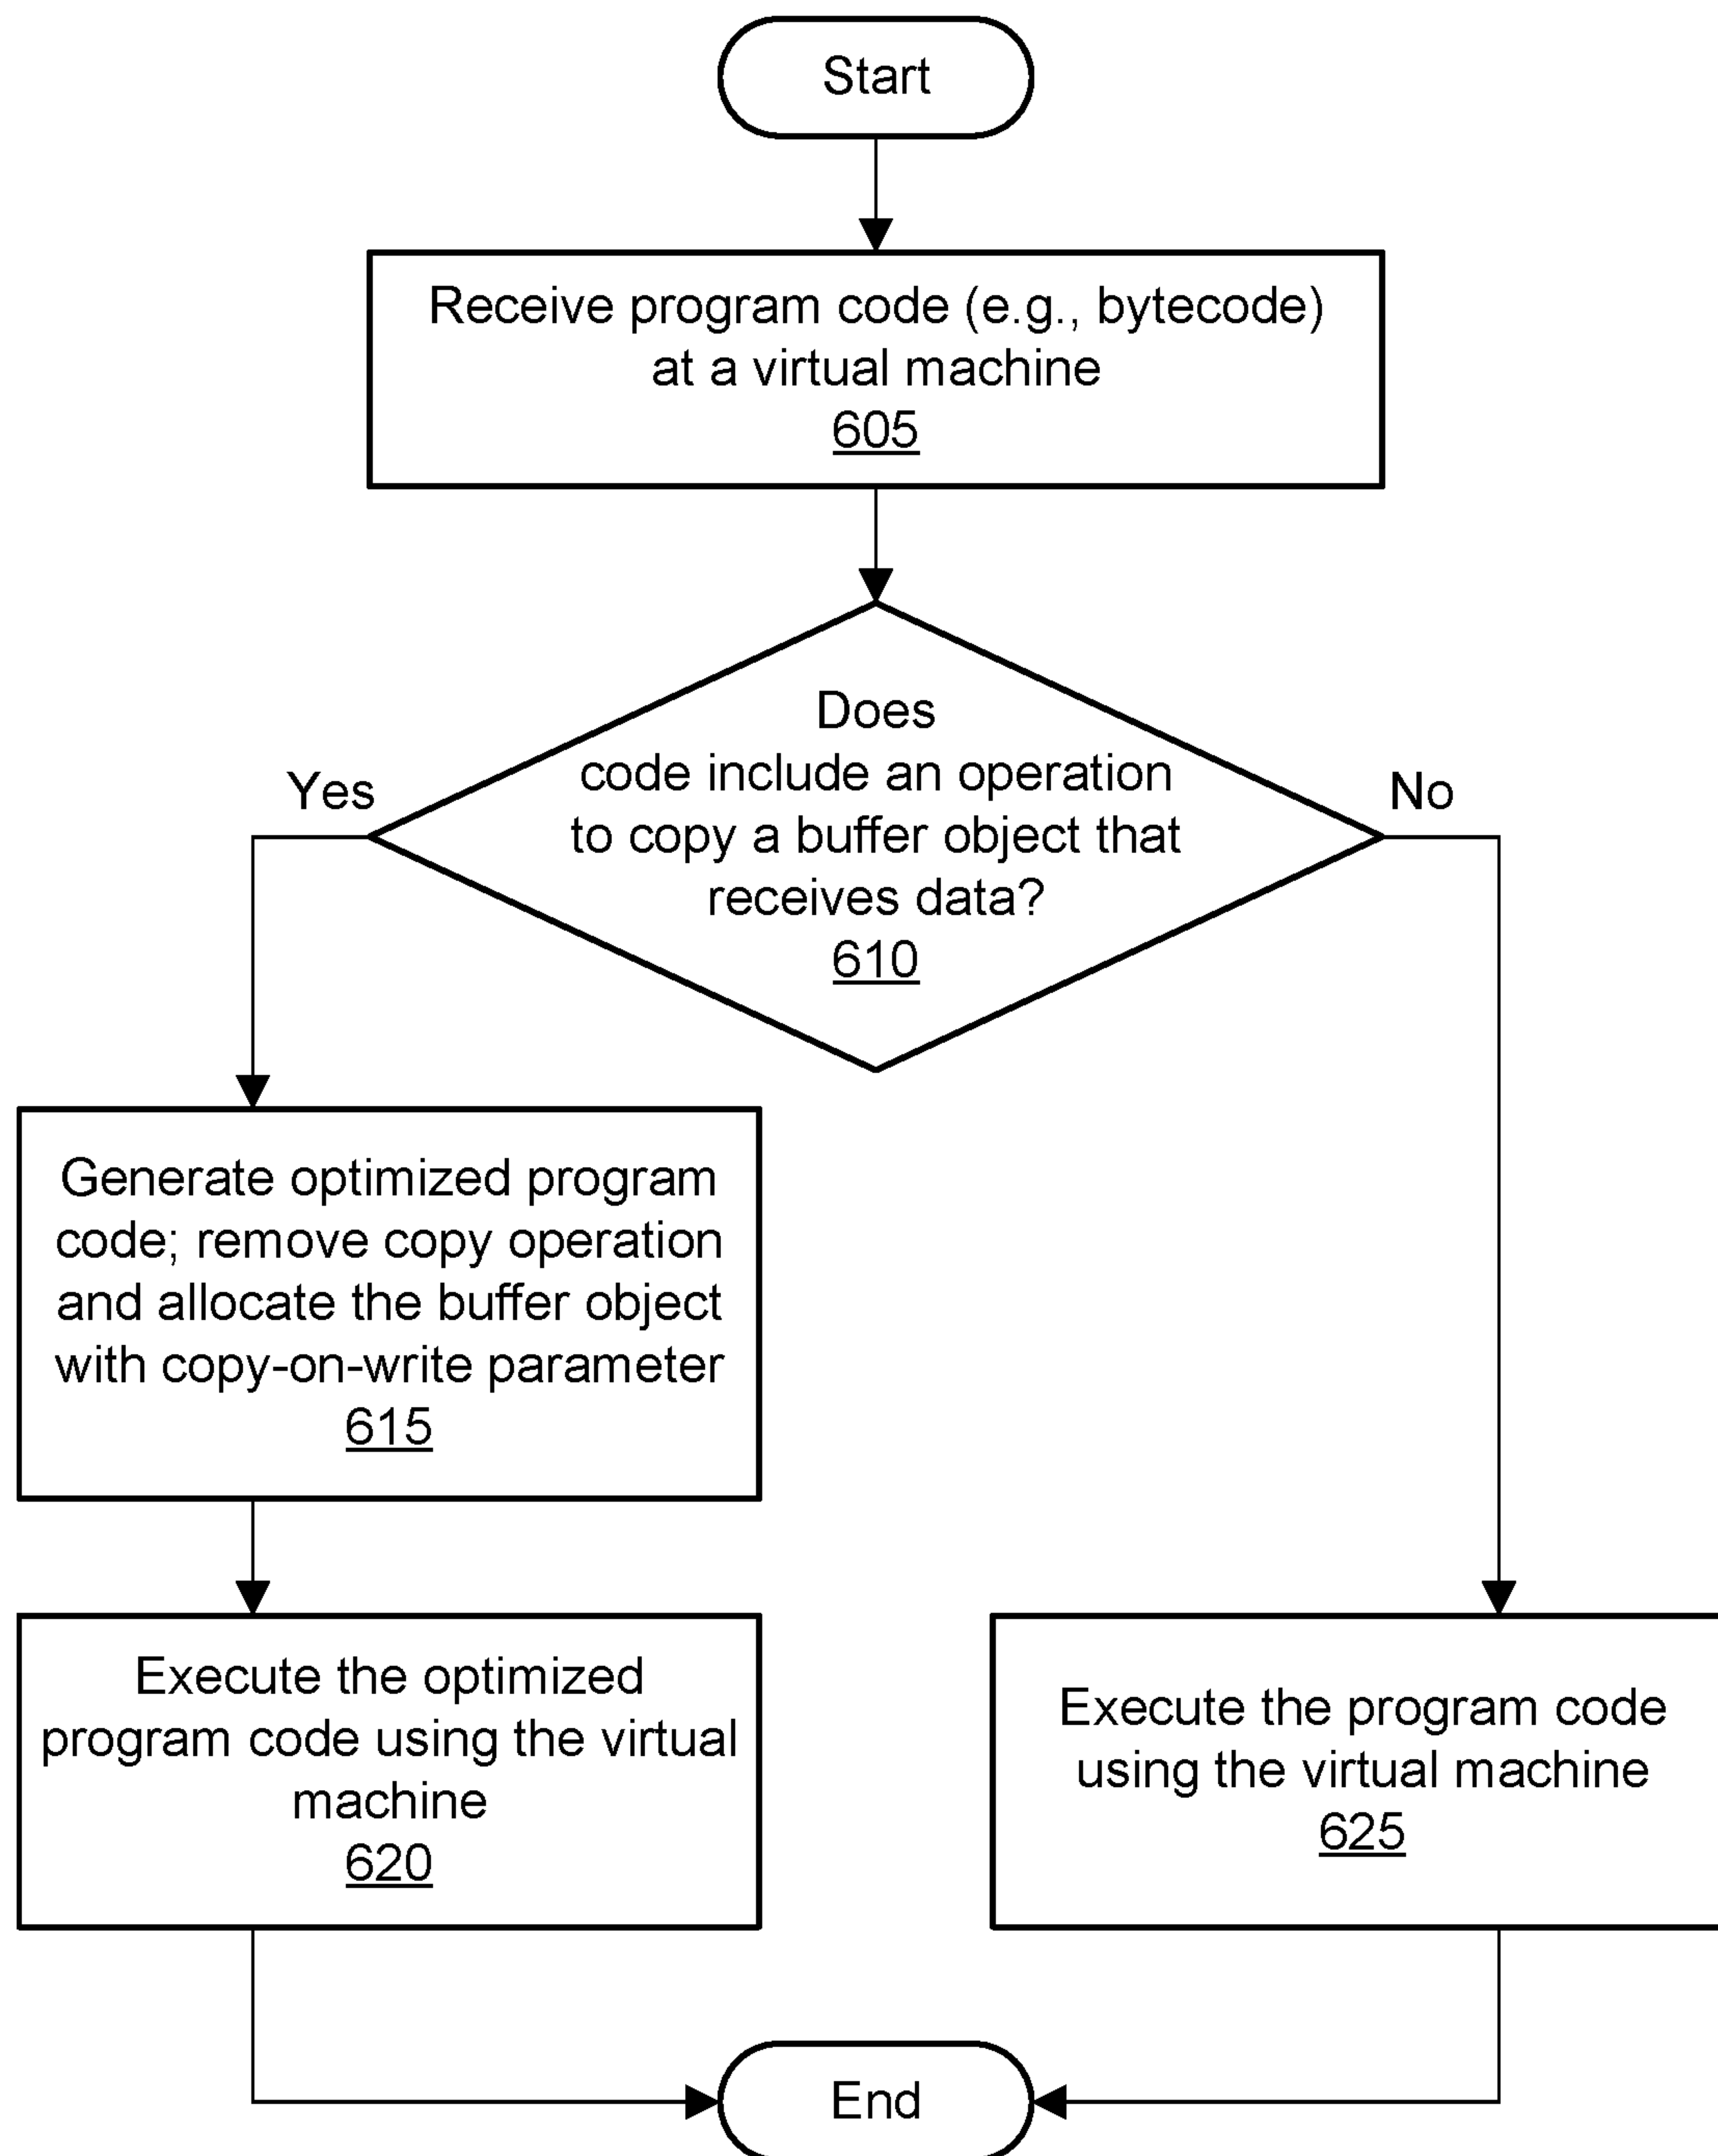 Start
Receive program code (e.g., bytecode)
at a virtual machine
605
Does
code include an operation
to copy a buffer object that
receives data?
610
Yes
No
Generate optimized program
code; remove copy operation
and allocate the buffer object
with copy-on-write parameter
615
Execute the optimized
program code using the virtual
machine
620
Execute the program code
using the virtual machine
625
End